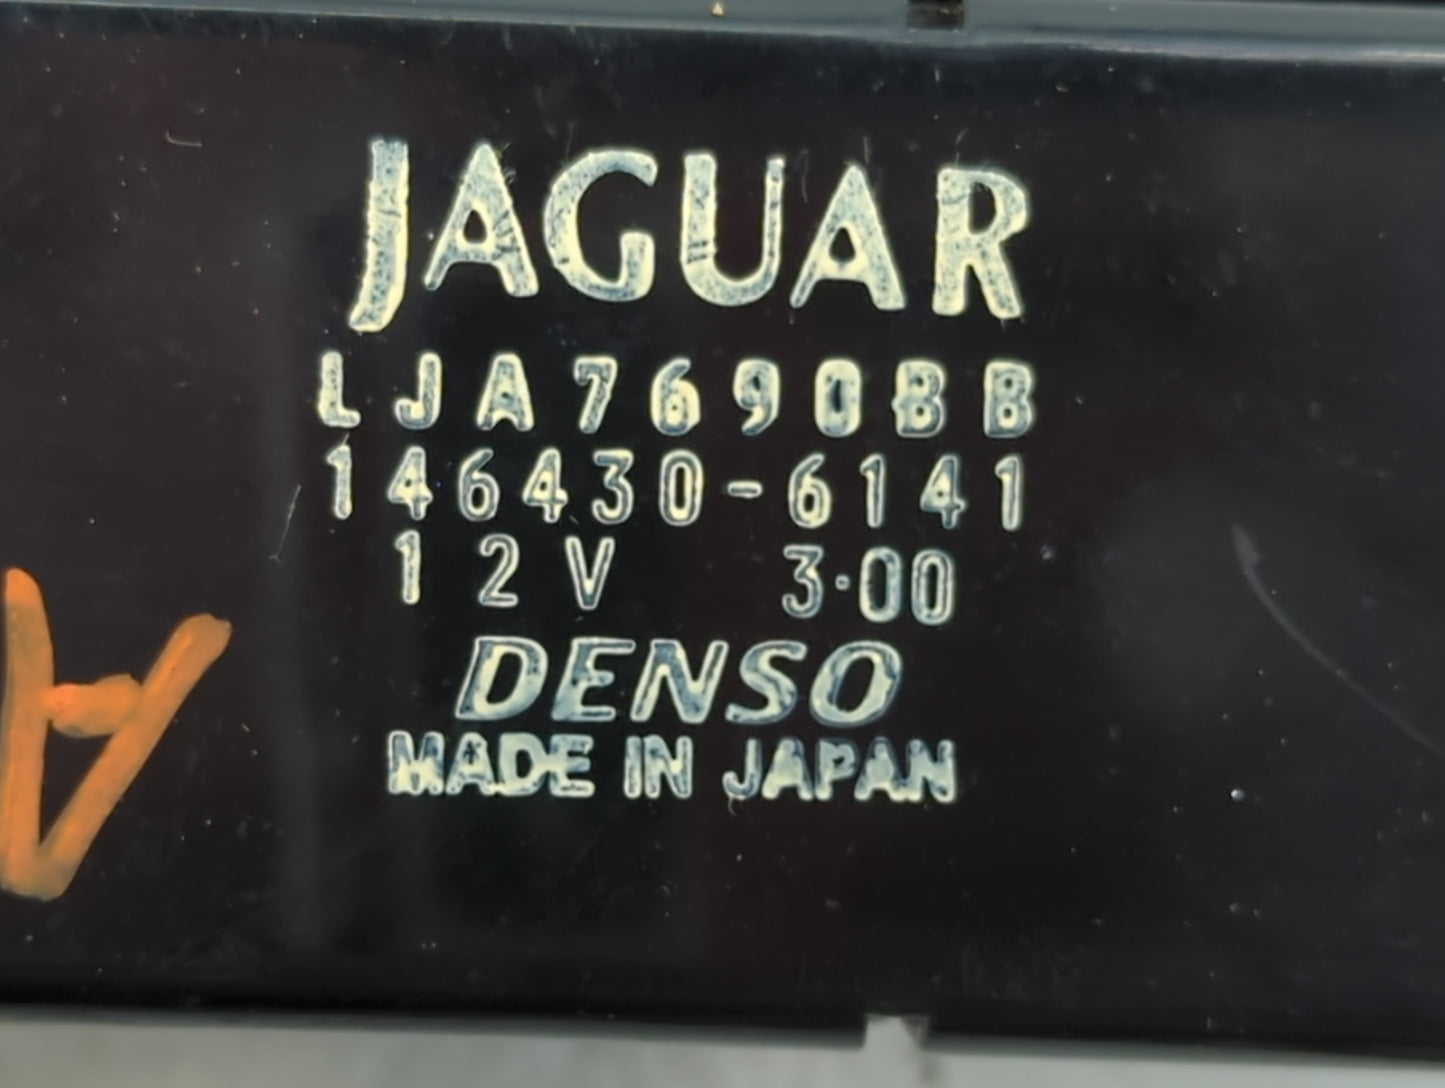 JAGUAR
LJA7690BB
146430-6141
12V 3·00
DENSO
MADE IN JAPAN
A